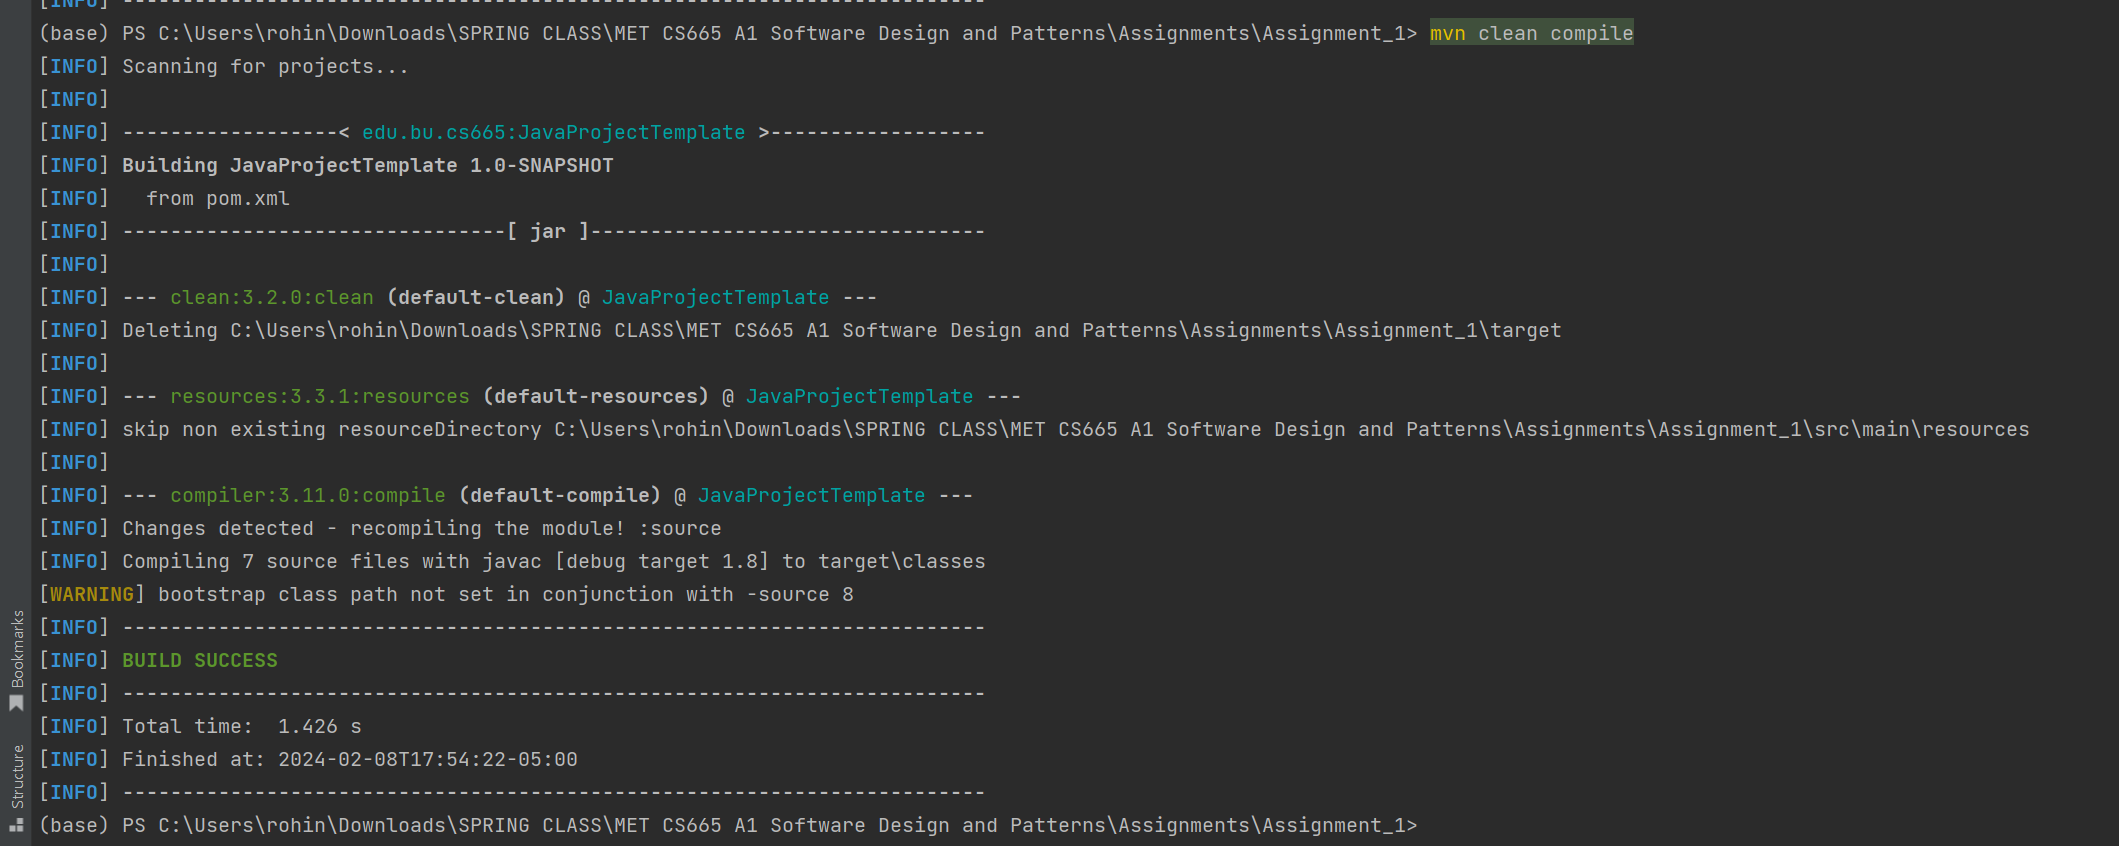 [INFO] ------------------------------------------------------------------------
(base) PS C:\Users\rohin\Downloads\SPRING CLASS\MET CS665 A1 Software Design and Patterns\Assignments\Assignment_1> mvn clean compile
[INFO] Scanning for projects...
[INFO]
[INFO] ------------------< edu.bu.cs665:JavaProjectTemplate >------------------
[INFO] Building JavaProjectTemplate 1.0-SNAPSHOT
[INFO]   from pom.xml
[INFO] --------------------------------[ jar ]---------------------------------
[INFO]
[INFO] --- clean:3.2.0:clean (default-clean) @ JavaProjectTemplate ---
[INFO] Deleting C:\Users\rohin\Downloads\SPRING CLASS\MET CS665 A1 Software Design and Patterns\Assignments\Assignment_1\target
[INFO]
[INFO] --- resources:3.3.1:resources (default-resources) @ JavaProjectTemplate ---
[INFO] skip non existing resourceDirectory C:\Users\rohin\Downloads\SPRING CLASS\MET CS665 A1 Software Design and Patterns\Assignments\Assignment_1\src\main\resources
[INFO]
[INFO] --- compiler:3.11.0:compile (default-compile) @ JavaProjectTemplate ---
[INFO] Changes detected - recompiling the module! :source
[INFO] Compiling 7 source files with javac [debug target 1.8] to target\classes
[WARNING] bootstrap class path not set in conjunction with -source 8
[INFO] ------------------------------------------------------------------------
[INFO] BUILD SUCCESS
[INFO] ------------------------------------------------------------------------
[INFO] Total time:  1.426 s
[INFO] Finished at: 2024-02-08T17:54:22-05:00
[INFO] ------------------------------------------------------------------------
(base) PS C:\Users\rohin\Downloads\SPRING CLASS\MET CS665 A1 Software Design and Patterns\Assignments\Assignment_1>
Bookmarks
Structure